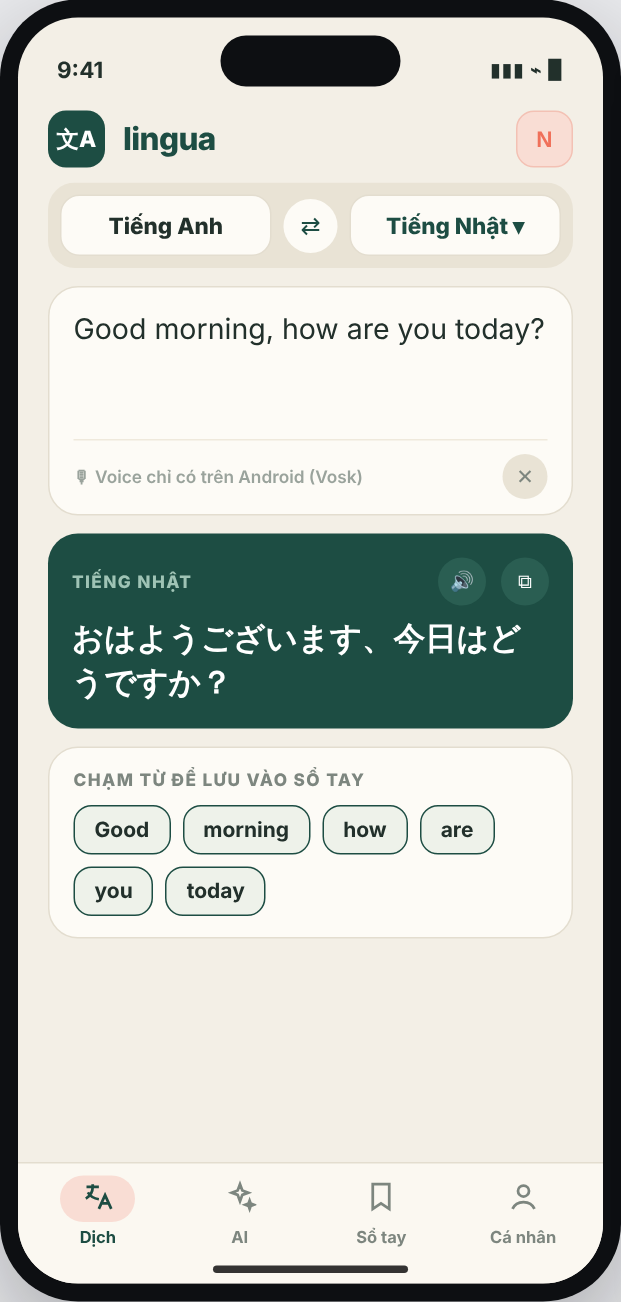 9:41
文A lingua N
Tiếng Anh ⇄ Tiếng Nhật ▾
Good morning, how are you today?
🎙 Voice chỉ có trên Android (Vosk) ✕
TIẾNG NHẬT
おはようございます、今日はど
うですか？
CHẠM TỪ ĐỂ LƯU VÀO SỔ TAY
Good morning how are
you today
Dịch AI Sổ tay Cá nhân